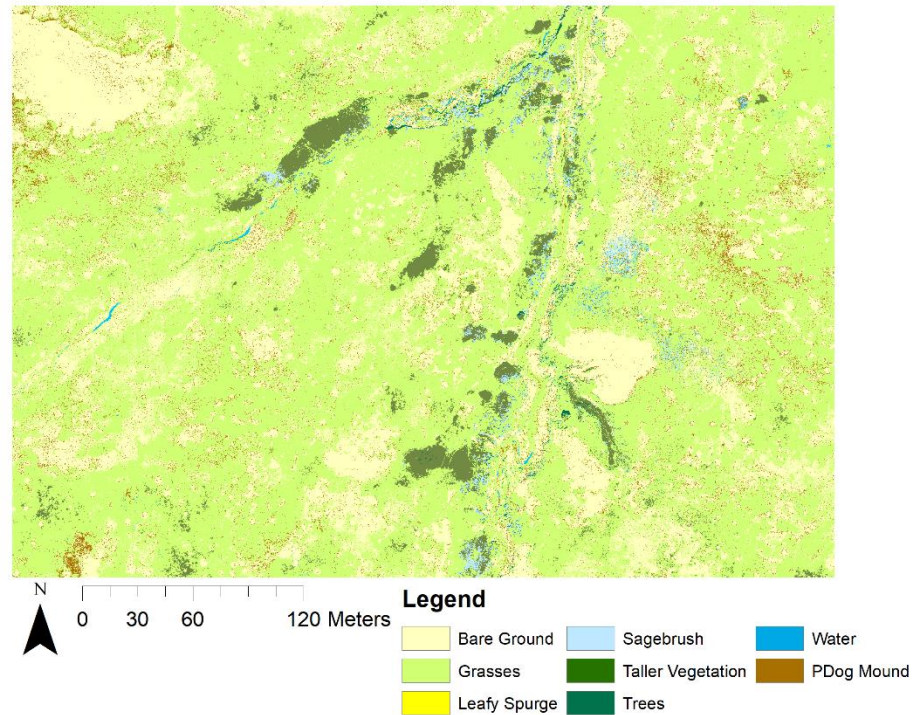 N
0 30 60 120 Meters
Legend
Bare Ground Sagebrush Water
Grasses Taller Vegetation PDog Mound
Leafy Spurge Trees